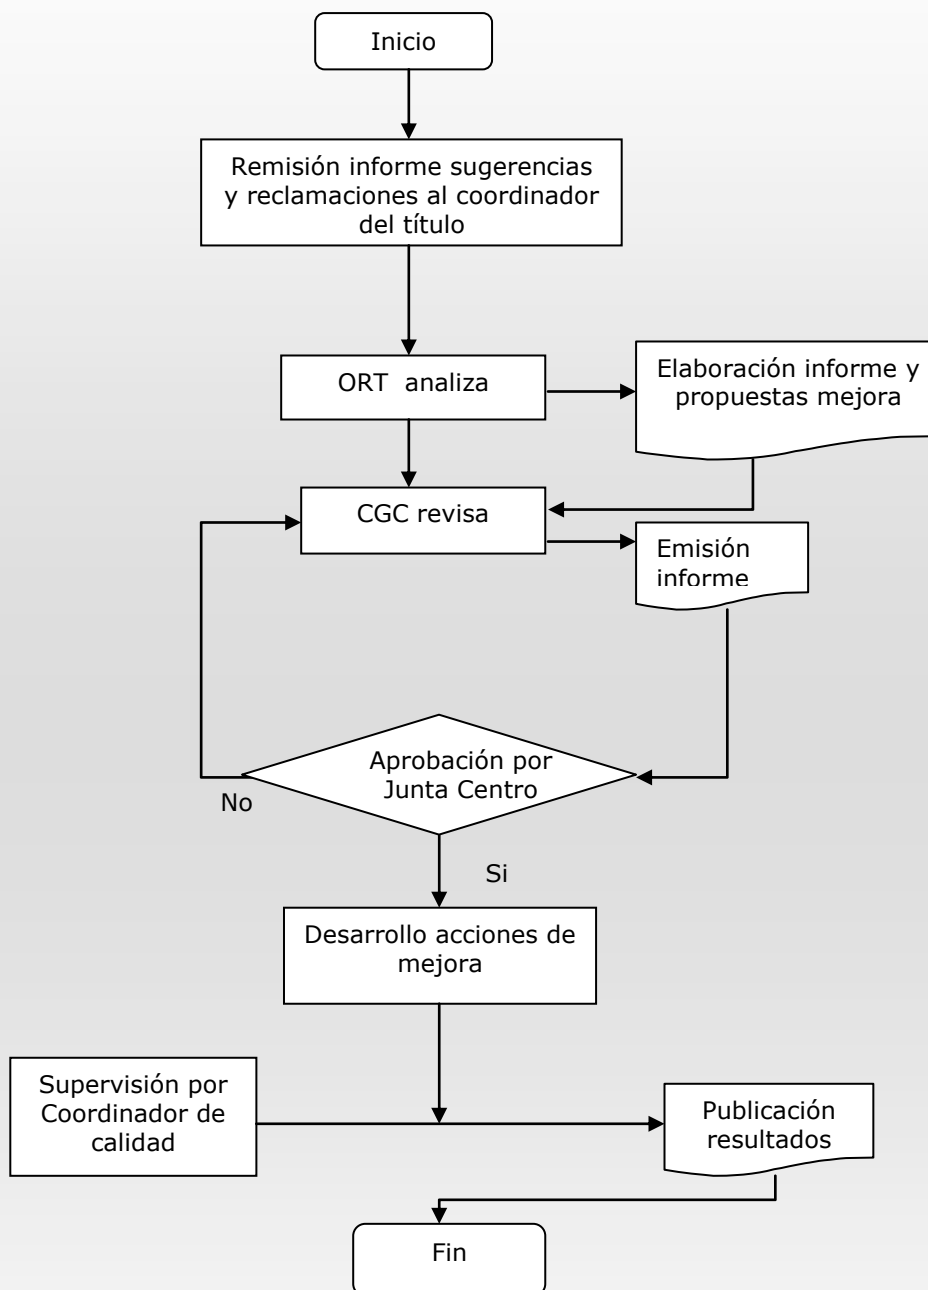 Inicio
Remisión informe sugerencias
y reclamaciones al coordinador
del título
ORT analiza
Elaboración informe y
propuestas mejora
CGC revisa
Emisión
informe
Aprobación por
Junta Centro
No
Si
Desarrollo acciones de
mejora
Supervisión por
Coordinador de
calidad
Publicación
resultados
Fin